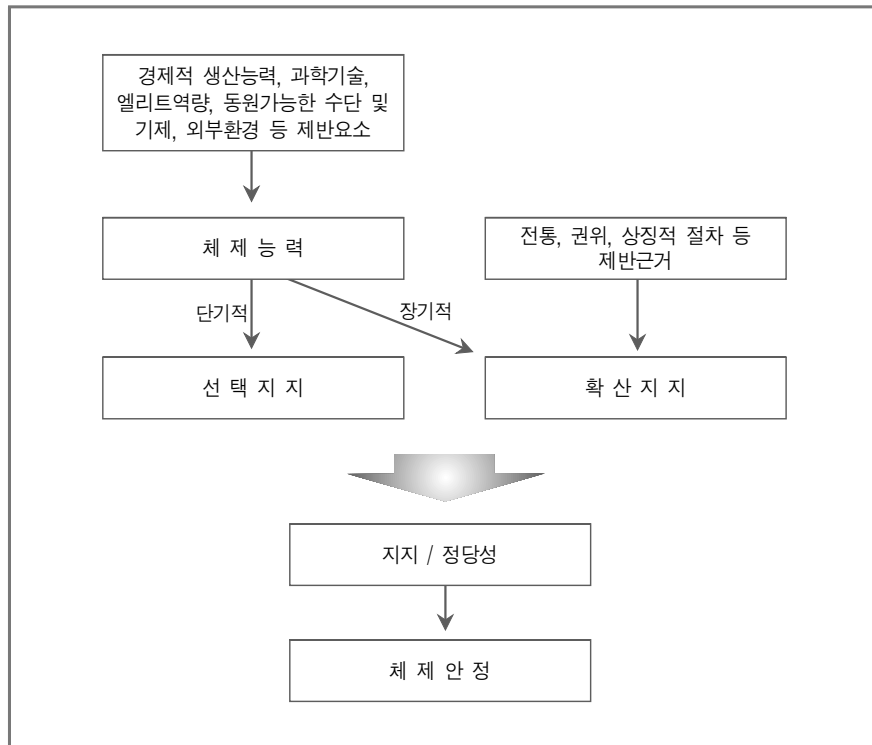 경제적 생산능력, 과학기술,
엘리트역량, 동원가능한 수단 및
기제, 외부환경 등 제반요소
체 제 능 력
전통, 권위, 상징적 절차 등
제반근거
단기적
장기적
선 택 지 지
확 산 지 지
지지 / 정당성
체 제 안 정